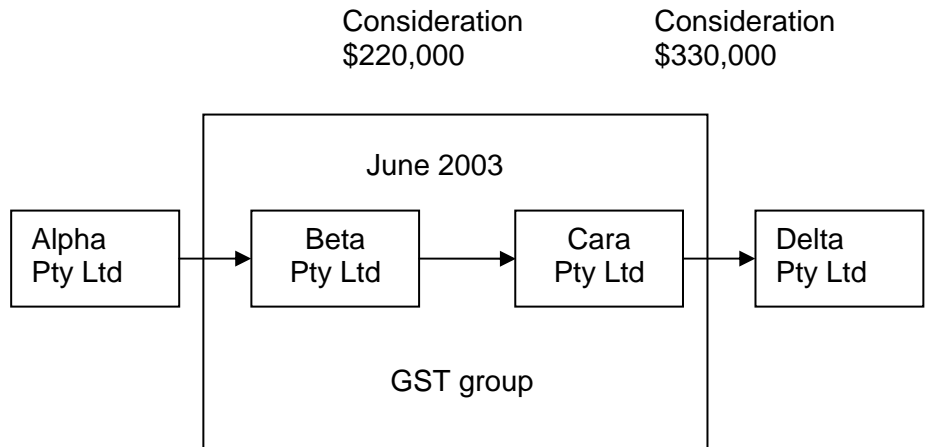 Consideration
$220,000
Consideration
$330,000
June 2003
Alpha
Pty Ltd
Beta
Pty Ltd
Cara
Pty Ltd
Delta
Pty Ltd
GST group